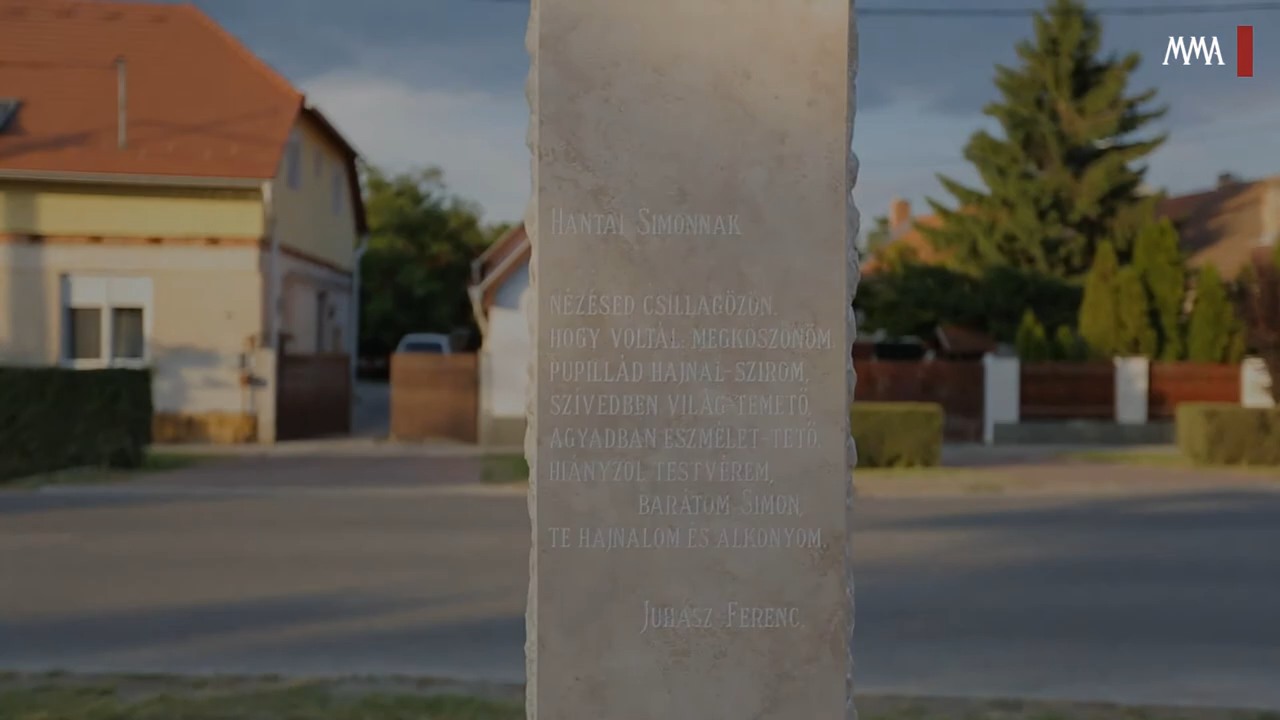 MMA
HANTAI SIMONNAK
NÉZÉSED CSILLAGÖZÖN.
HOGY VOLTÁL: MEGKÖSZÖNÖM.
PUPILLÁD HAJNAL-SZIROM,
SZÍVEDBEN VILÁG-TEMETŐ,
AGYADBAN ESZMÉLET-TETŐ.
HIÁNYZOL TESTVÉREM,
BARÁTOM SIMON,
TE HAJNALOM ÉS ALKONYOM.
JUHÁSZ FERENC